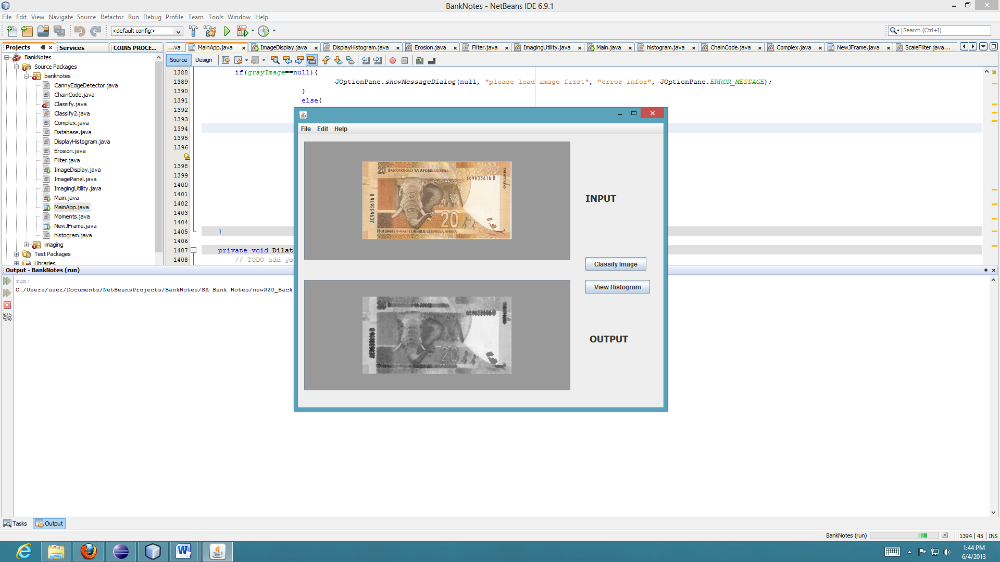 BankNotes - NetBeans IDE 6.9.1
File Edit View Navigate Source Refactor Run Debug Profile Team Tools Window Help
<default config>
Search (Ctrl+I)
Projects
Services
COINS PROCE...
...va
MainApp.java
ImageDisplay.java
DisplayHistogram.java
Erosion.java
Filter.java
ImagingUtility.java
Main.java
histogram.java
ChainCode.java
Complex.java
NewJFrame.java
ScaleFilter.java...
Source Design
BankNotes
Source Packages
banknotes
CannyEdgeDetector.java
ChainCode.java
Classify.java
Classify2.java
Complex.java
Database.java
DisplayHistogram.java
Erosion.java
Filter.java
ImageDisplay.java
ImagePanel.java
ImagingUtility.java
Main.java
MainApp.java
Moments.java
NewJFrame.java
histogram.java
imaging
Test Packages
Libraries
1388 if(grayImage==null){
1389 JOptionPane.showMessageDialog(null, "please load image first", "error infor", JOptionPane.ERROR_MESSAGE);
1390 }
1391 else{
1392
1393
1394
1395
1396
1398
1399
1400
1401
1402
1403
1404
1405 }
1406
1407 private void Dilat
1408 // TODO add yo
File Edit Help
20 BANKAKGOLO YA AFORIKABORWA
AC9633616 B
TWENTY RAND
AC9633616 B
20
IBULUNGELO-MALI ELIKHULU LESEWULA AFRIKA
INPUT
Classify Image
View Histogram
20
OUTPUT
Output - BankNotes (run)
run:
C:/Users/user/Documents/NetBeansProjects/BankNotes/SA Bank Notes/newR20_Back
Tasks Output
BankNotes (run)
1394 | 45 INS
1:44 PM
6/4/2013